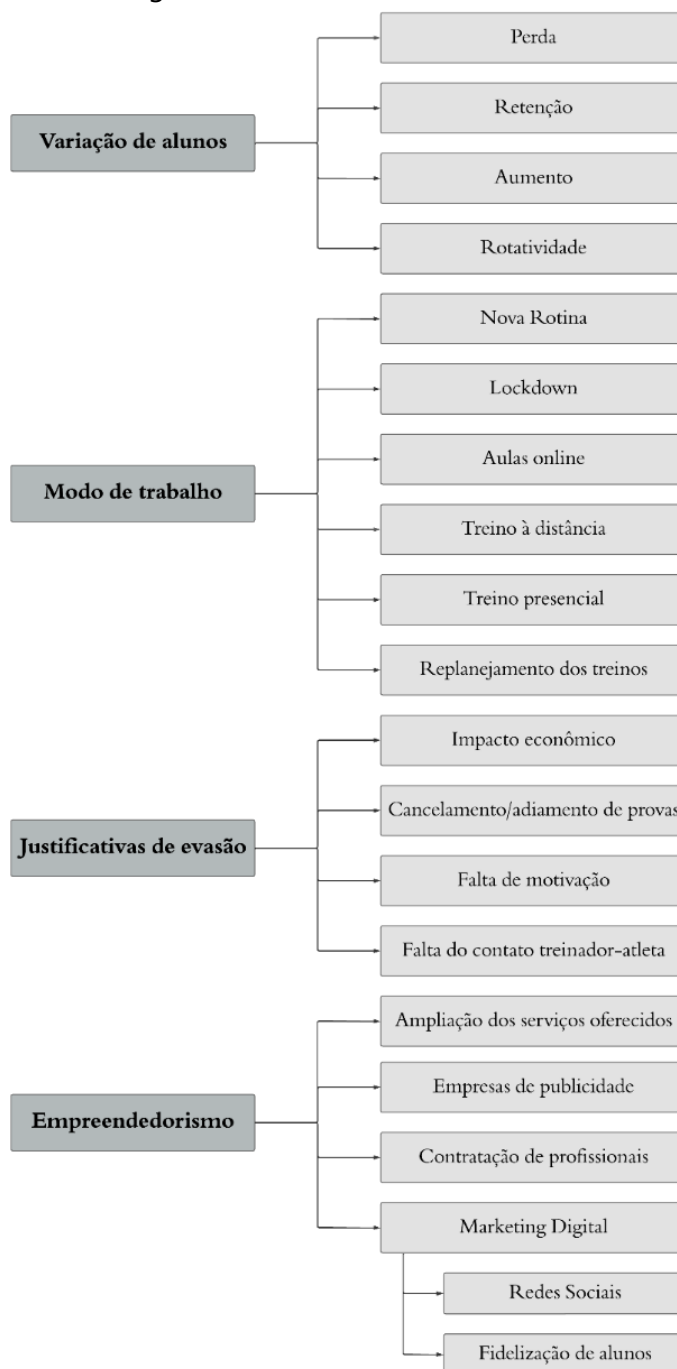 Perda
Retenção
Variação de alunos
Aumento
Rotatividade
Nova Rotina
Lockdown
Aulas online
Modo de trabalho
Treino à distância
Treino presencial
Replanejamento dos treinos
Impacto econômico
Cancelamento/adiamento de provas
Justificativas de evasão
Falta de motivação
Falta do contato treinador-atleta
Ampliação dos serviços oferecidos
Empresas de publicidade
Empreendedorismo
Contratação de profissionais
Marketing Digital
Redes Sociais
Fidelização de alunos